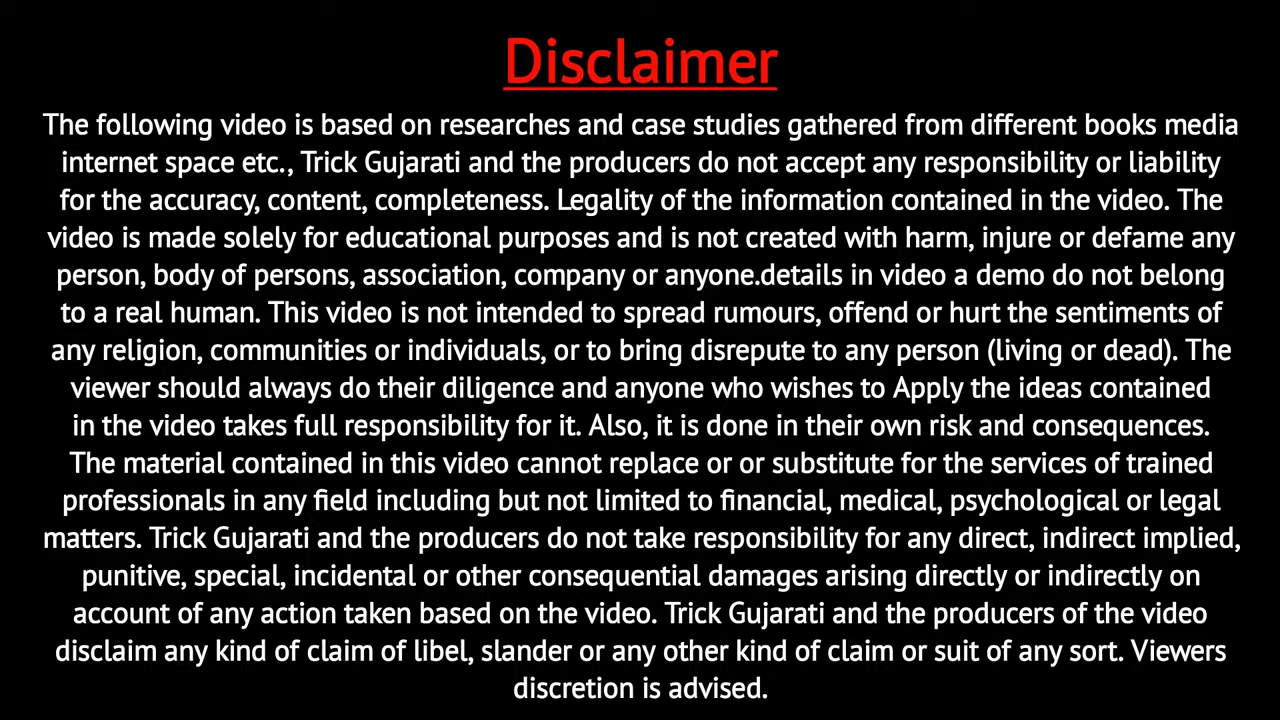 Disclaimer
The following video is based on researches and case studies gathered from different books media
internet space etc., Trick Gujarati and the producers do not accept any responsibility or liability
for the accuracy, content, completeness. Legality of the information contained in the video. The
video is made solely for educational purposes and is not created with harm, injure or defame any
person, body of persons, association, company or anyone.details in video a demo do not belong
to a real human. This video is not intended to spread rumours, offend or hurt the sentiments of
any religion, communities or individuals, or to bring disrepute to any person (living or dead). The
viewer should always do their diligence and anyone who wishes to Apply the ideas contained
in the video takes full responsibility for it. Also, it is done in their own risk and consequences.
The material contained in this video cannot replace or or substitute for the services of trained
professionals in any field including but not limited to financial, medical, psychological or legal
matters. Trick Gujarati and the producers do not take responsibility for any direct, indirect implied,
punitive, special, incidental or other consequential damages arising directly or indirectly on
account of any action taken based on the video. Trick Gujarati and the producers of the video
disclaim any kind of claim of libel, slander or any other kind of claim or suit of any sort. Viewers
discretion is advised.